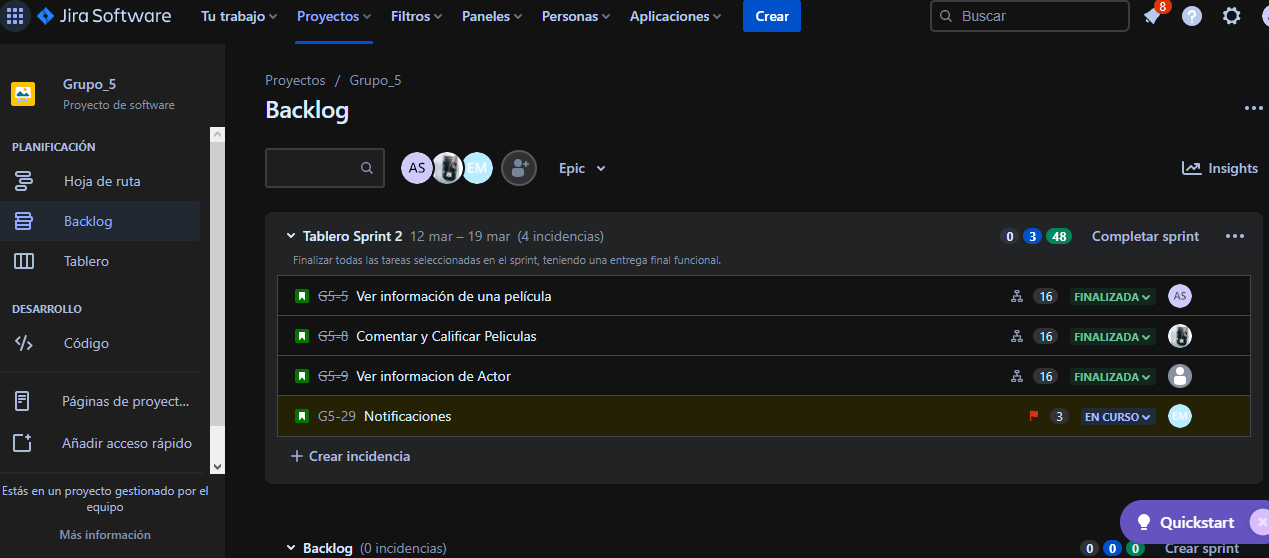 Jira Software Tu trabajo Proyectos Filtros Paneles Personas Aplicaciones Crear Buscar 8
Grupo_5
Proyecto de software
PLANIFICACIÓN
Hoja de ruta
Backlog
Tablero
DESARROLLO
Código
Páginas de proyect...
Añadir acceso rápido
Estás en un proyecto gestionado por el
equipo
Más información
Proyectos / Grupo_5
Backlog
AS EM Epic Insights
Tablero Sprint 2 12 mar – 19 mar (4 incidencias) 0 3 48 Completar sprint
Finalizar todas las tareas seleccionadas en el sprint, teniendo una entrega final funcional.
G5-5 Ver información de una película 16 FINALIZADA AS
G5-8 Comentar y Calificar Peliculas 16 FINALIZADA
G5-9 Ver informacion de Actor 16 FINALIZADA
G5-29 Notificaciones 3 EN CURSO EM
+ Crear incidencia
Quickstart
Backlog (0 incidencias) 0 0 0 Crear sprint